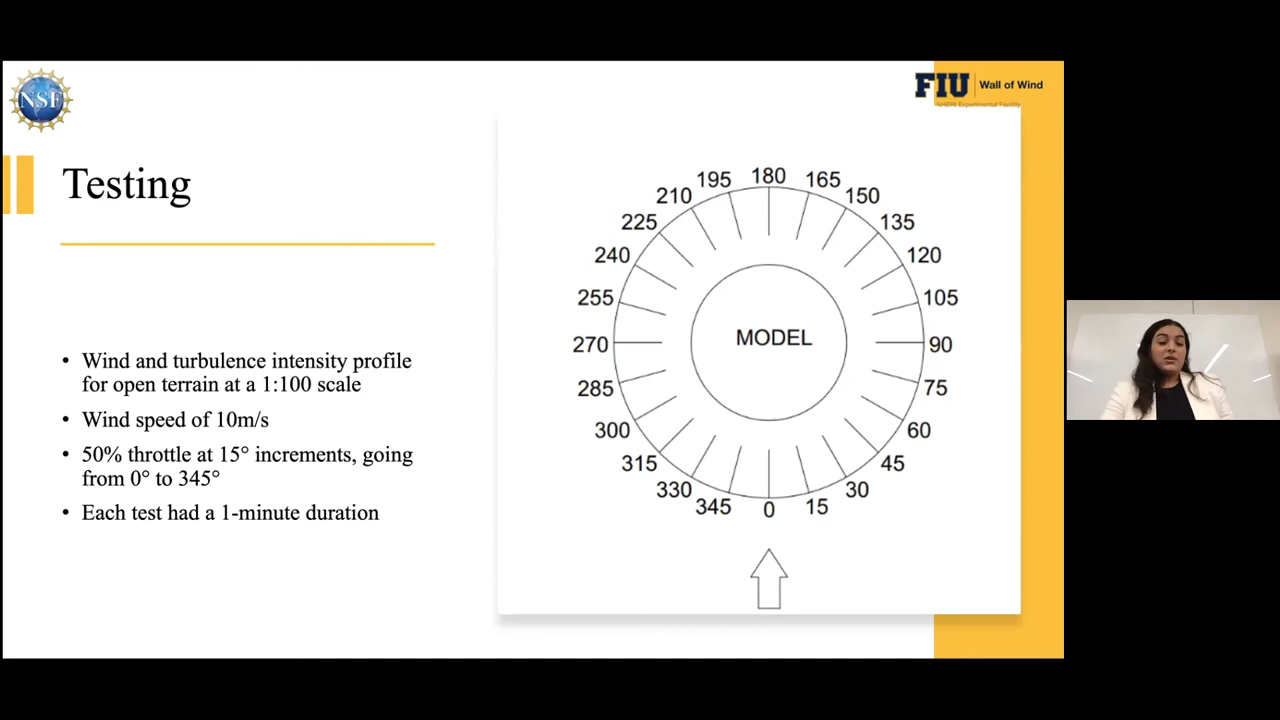 NSF
FIU Wall of Wind
NHERI Experimental Facility
Testing
• Wind and turbulence intensity profile
for open terrain at a 1:100 scale
• Wind speed of 10m/s
• 50% throttle at 15° increments, going
from 0° to 345°
• Each test had a 1-minute duration
180
195 165
210 150
225 135
240 120
255 105
MODEL
270 90
285 75
300 60
315 45
330 30
345 0 15